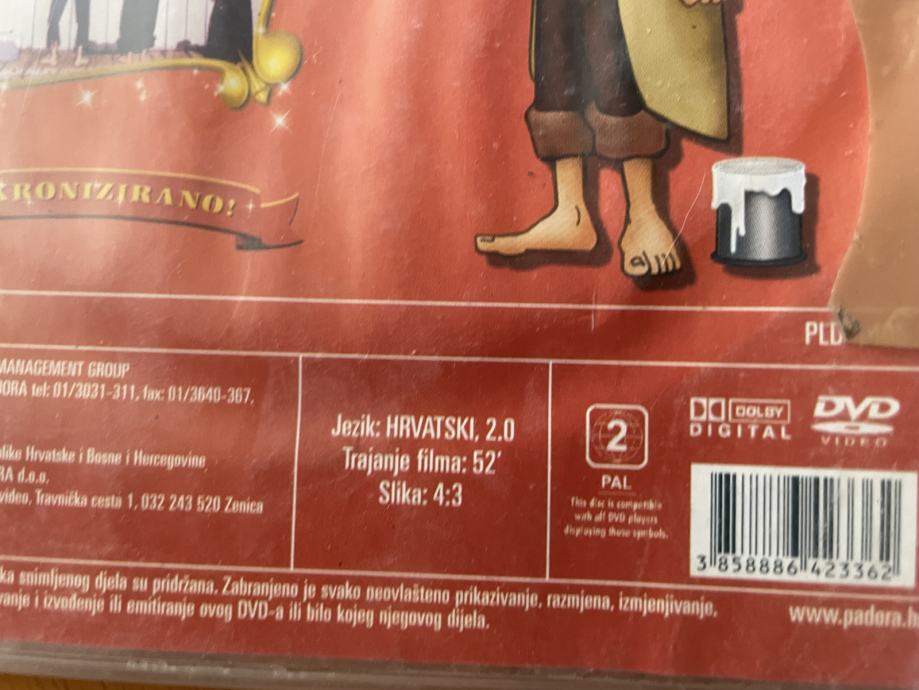 KRONIZIRANO!
PLD
MANAGEMENT GROUP
DORA tel: 01/3031-311, fax: 01/3640-367,
blike Hrvatske i Bosne i Hercegovine
RA d.o.o.
video, Travnička cesta 1, 032 243 520 Zenica
Jezik: HRVATSKI, 2.0
Trajanje filma: 52’
Slika: 4:3
2
PAL
This disc is compatible
with all DVD players
displaying these symbols.
DOLBY
DIGITAL
DVD
VIDEO
3 858886 423362
ka snimljenog djela su pridržana. Zabranjeno je svako neovlašteno prikazivanje, razmjena, izmjenjivanje,
vanje i izvođenje ili emitiranje ovog DVD-a ili bilo kojeg njegovog dijela.
www.padora.h